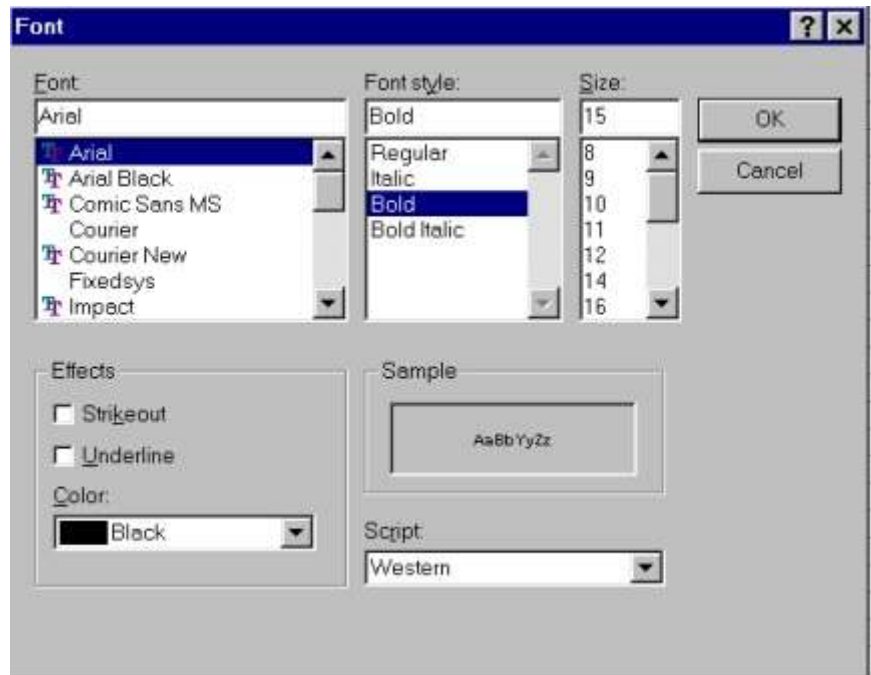 Font
Font:
Arial
Arial
Arial Black
Comic Sans MS
Courier
Courier New
Fixedsys
Impact
Font style:
Bold
Regular
Italic
Bold
Bold Italic
Size:
15
8
9
10
11
12
14
16
OK
Cancel
Effects
Strikeout
Underline
Color:
Black
Sample
AaBbYyZz
Script:
Western